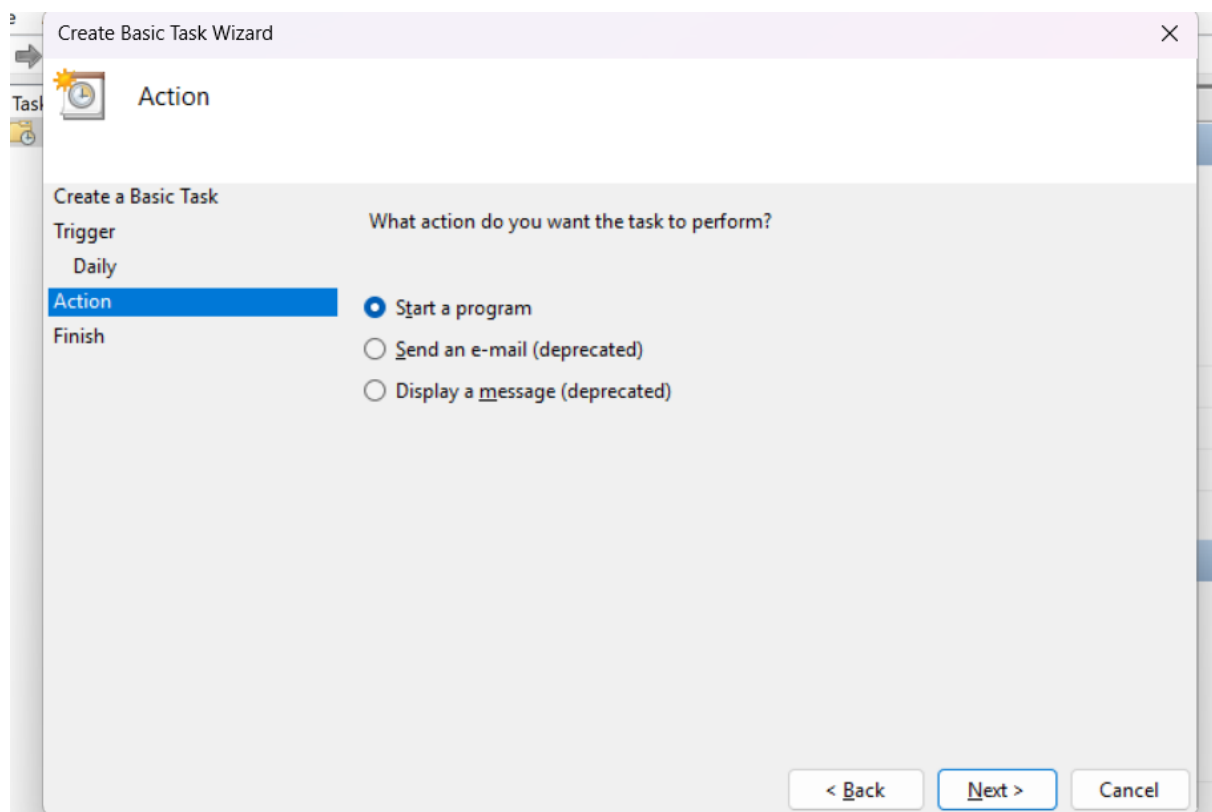 Create Basic Task Wizard
Action
Task
Create a Basic Task
Trigger
Daily
Action
Finish
What action do you want the task to perform?
Start a program
Send an e-mail (deprecated)
Display a message (deprecated)
< Back
Next >
Cancel